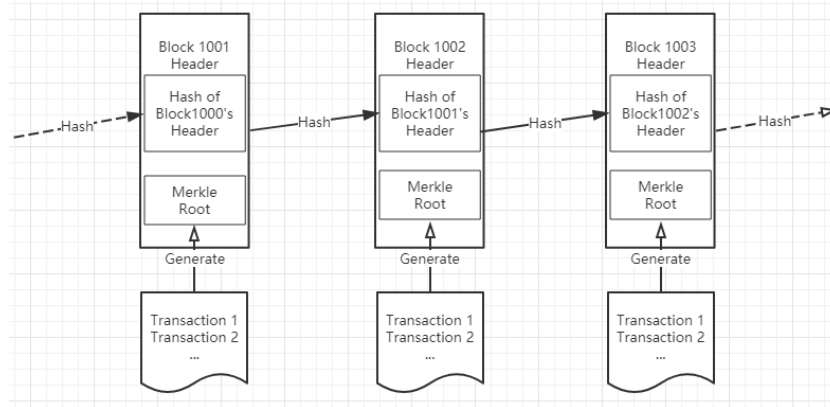 Block 1001
Header
Hash of
Block1000's
Header
Merkle
Root
Generate
Transaction 1
Transaction 2
...
Hash
Block 1002
Header
Hash of
Block1001's
Header
Merkle
Root
Generate
Transaction 1
Transaction 2
...
Hash
Block 1003
Header
Hash of
Block1002's
Header
Merkle
Root
Generate
Transaction 1
Transaction 2
...
Hash
Hash